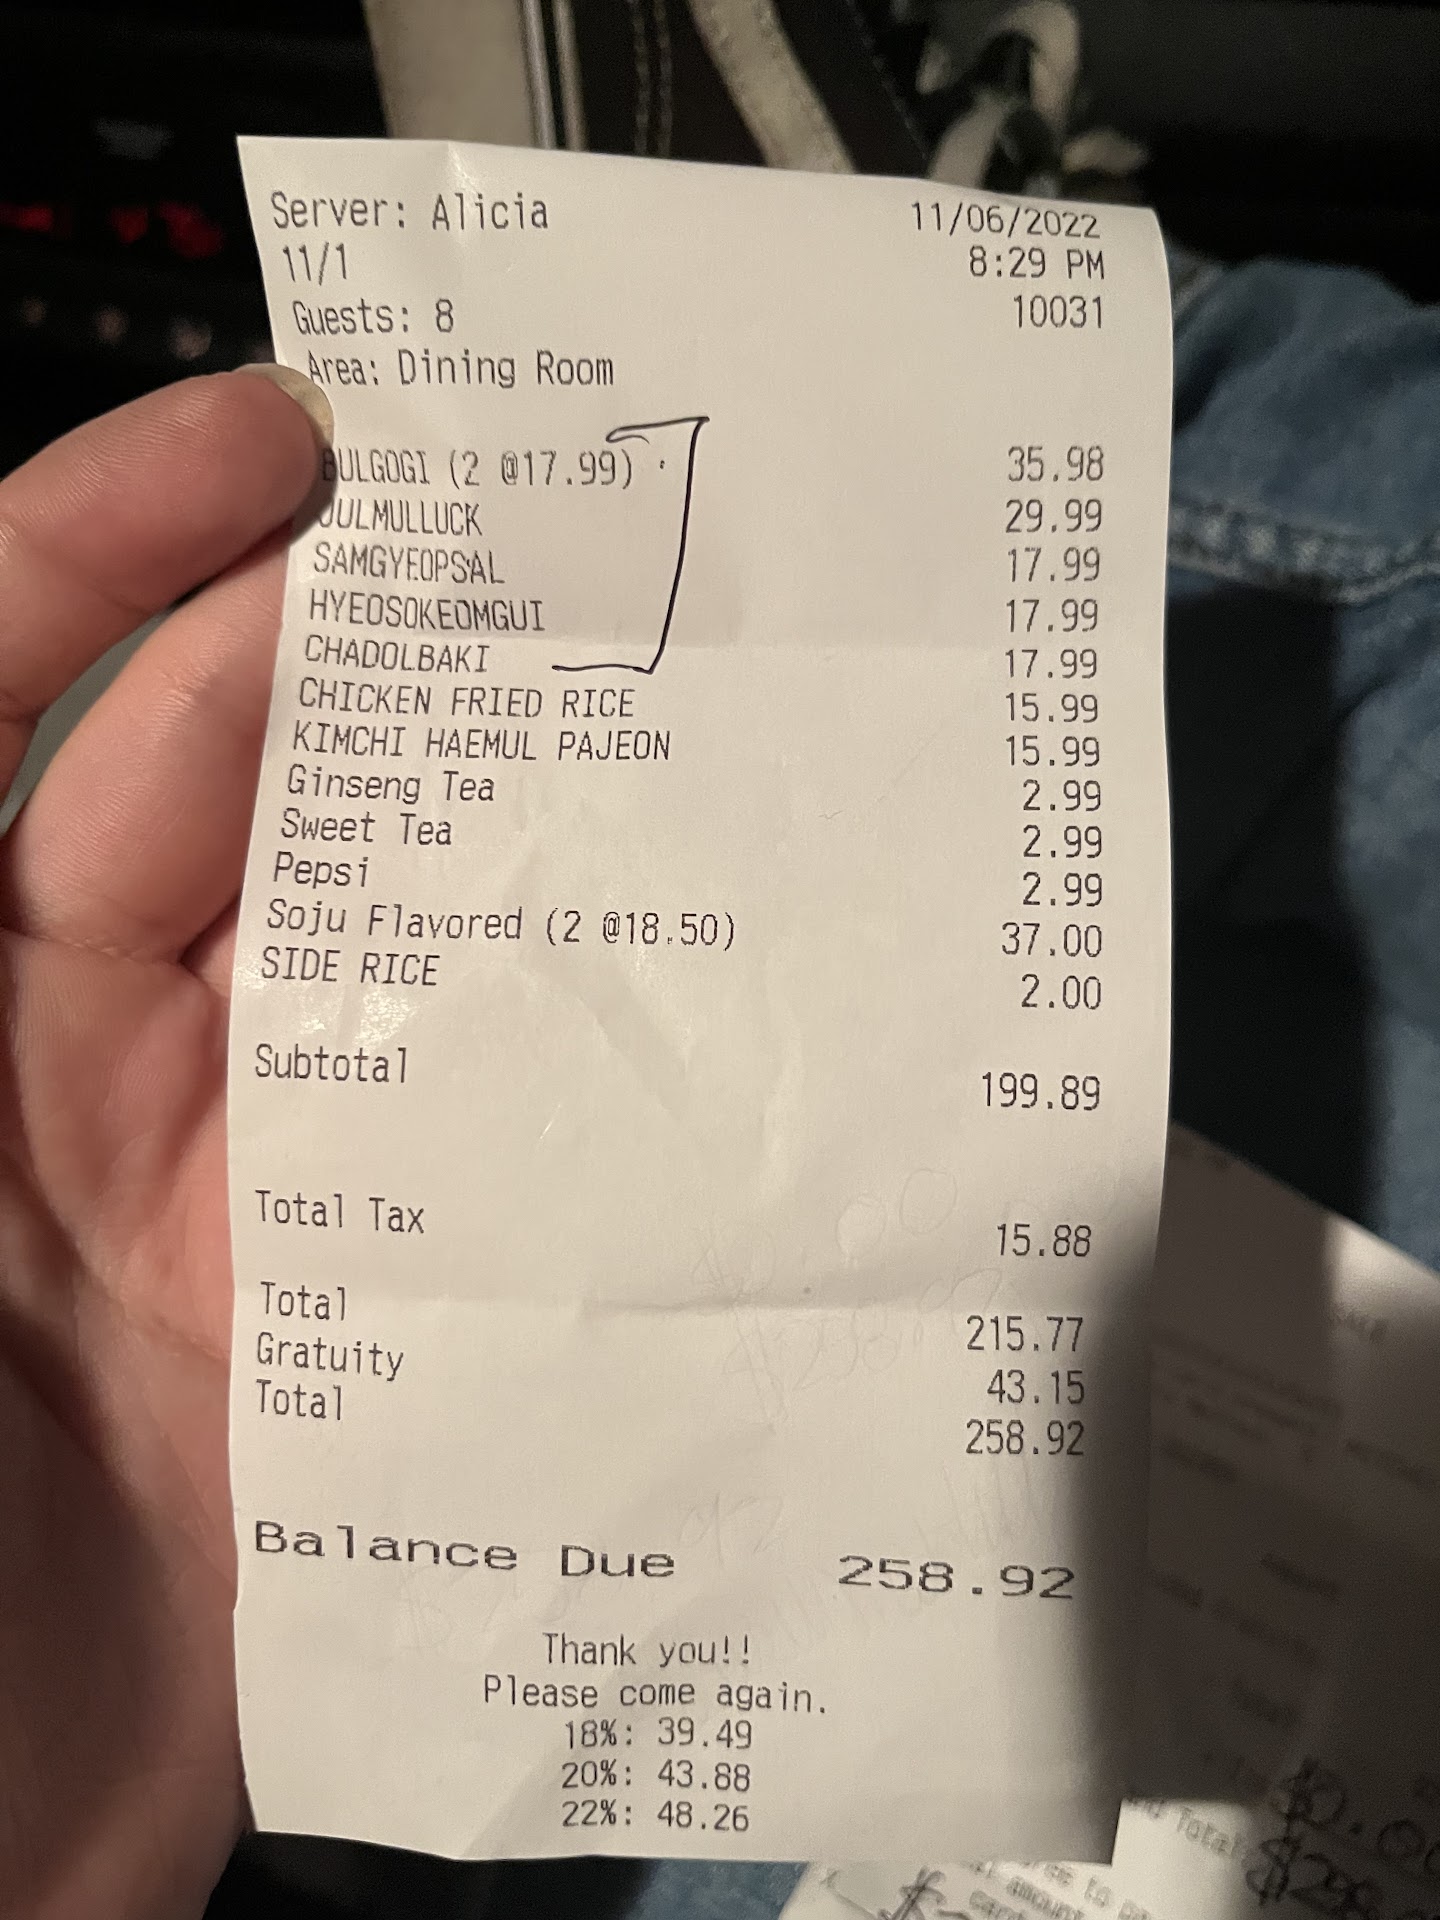 Server: Alicia 11/06/2022
11/1 8:29 PM
Guests: 8 10031
Area: Dining Room
BULGOGI (2 @17.99) 35.98
JULMULLUCK 29.99
SAMGYEOPSAL 17.99
HYEOSOKEOMGUI 17.99
CHADOLBAKI 17.99
CHICKEN FRIED RICE 15.99
KIMCHI HAEMUL PAJEON 15.99
Ginseng Tea 2.99
Sweet Tea 2.99
Pepsi 2.99
Soju Flavored (2 @18.50) 37.00
SIDE RICE 2.00
Subtotal 199.89
Total Tax 15.88
Total 215.77
Gratuity 43.15
Total 258.92
Balance Due 258.92
Thank you!!
Please come again.
18%: 39.49
20%: 43.88
22%: 48.26
Total
amount